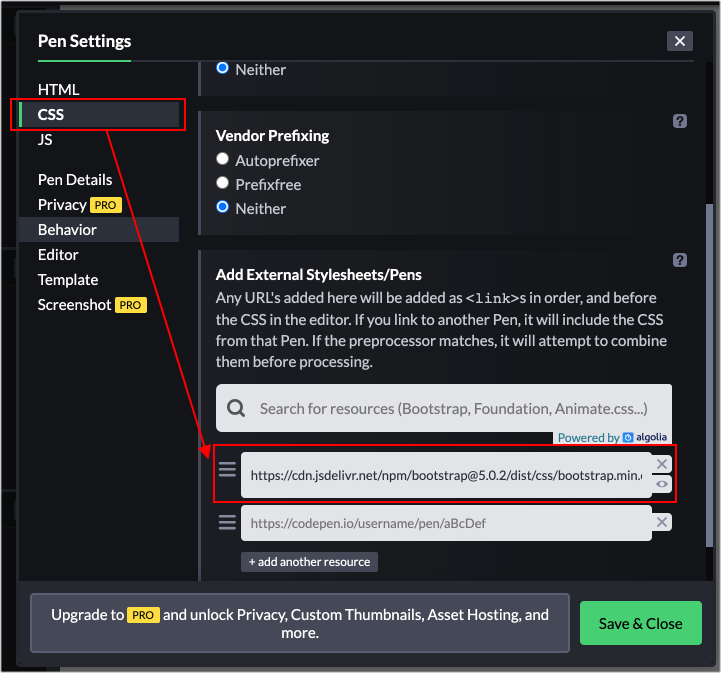 Pen Settings
HTML
CSS
JS
Pen Details
Privacy PRO
Behavior
Editor
Template
Screenshot PRO
Neither
Vendor Prefixing
?
Autoprefixer
Prefixfree
Neither
Add External Stylesheets/Pens
?
Any URL's added here will be added as <link>s in order, and before
the CSS in the editor. If you link to another Pen, it will include the CSS
from that Pen. If the preprocessor matches, it will attempt to combine
them before processing.
Search for resources (Bootstrap, Foundation, Animate.css...)
Powered by algolia
https://cdn.jsdelivr.net/npm/bootstrap@5.0.2/dist/css/bootstrap.min.
https://codepen.io/username/pen/aBcDef
+ add another resource
Upgrade to PRO and unlock Privacy, Custom Thumbnails, Asset Hosting, and
more.
Save & Close